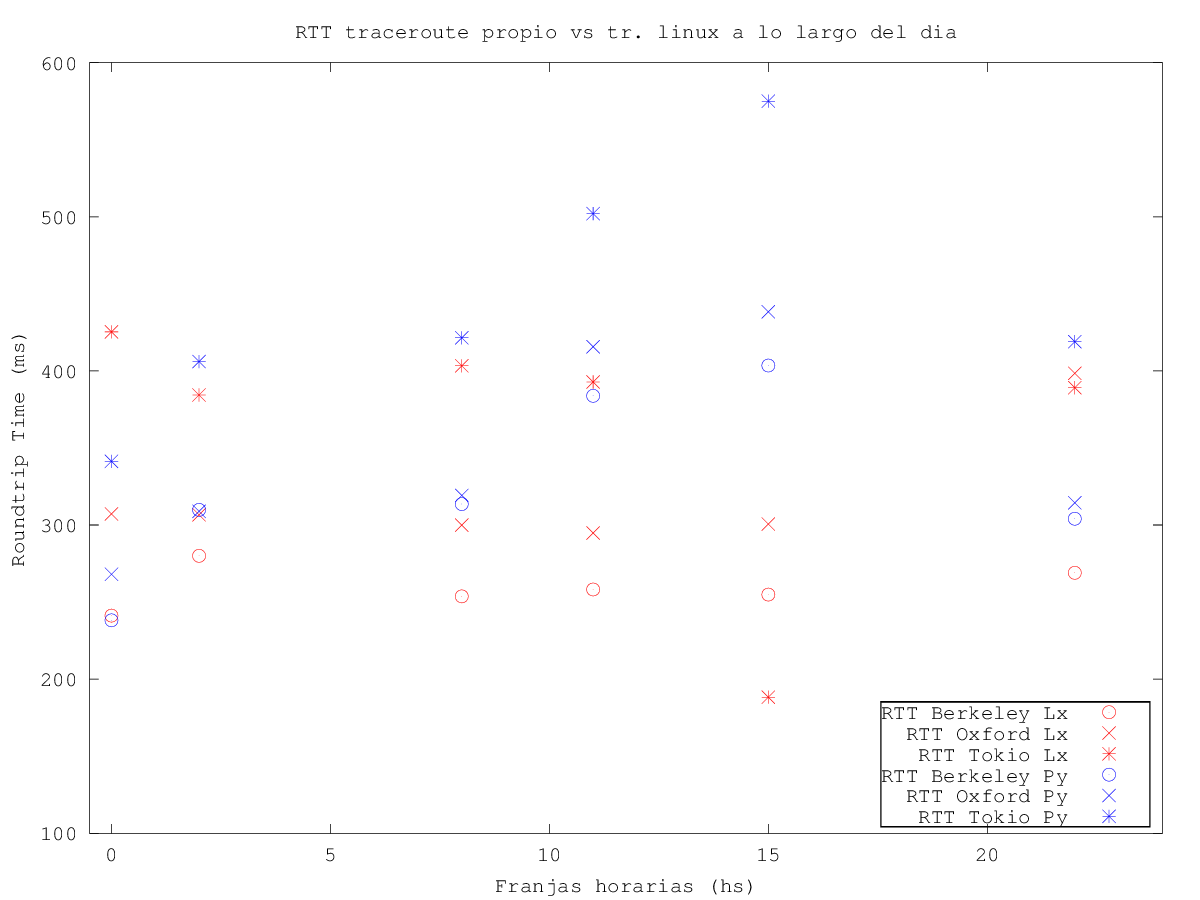 RTT traceroute propio vs tr. linux a lo largo del dia
600
500
400
300
200
100
Roundtrip Time (ms)
0 5 10 15 20
Franjas horarias (hs)
RTT Berkeley Lx
RTT Oxford Lx
RTT Tokio Lx
RTT Berkeley Py
RTT Oxford Py
RTT Tokio Py